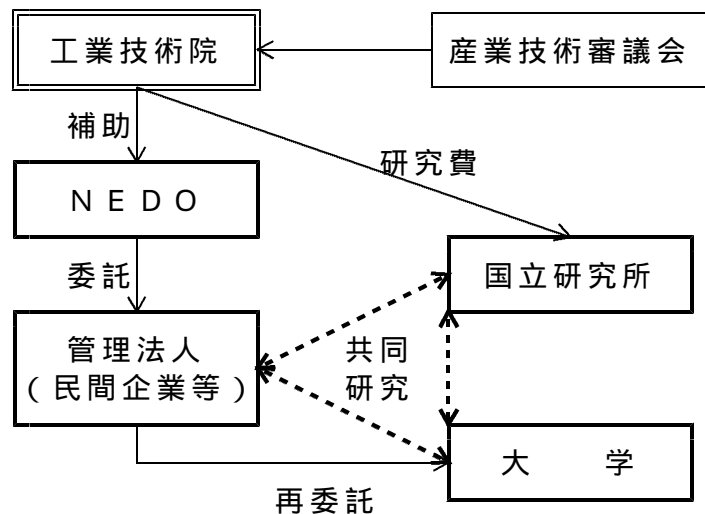 工業技術院
産業技術審議会
補助
研究費
ＮＥＤＯ
委託
国立研究所
管理法人
（民間企業等）
共同
研究
大　　学
再委託